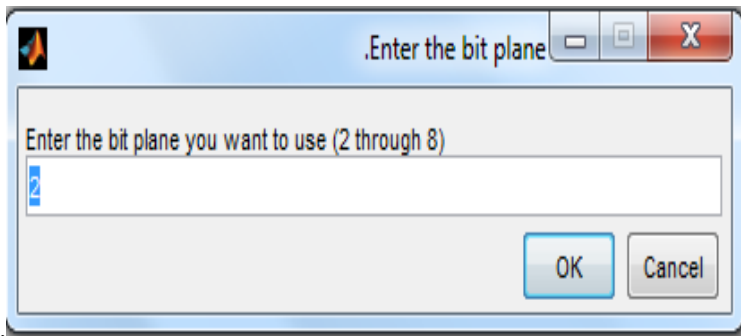 .Enter the bit plane
Enter the bit plane you want to use (2 through 8)
2
OK
Cancel